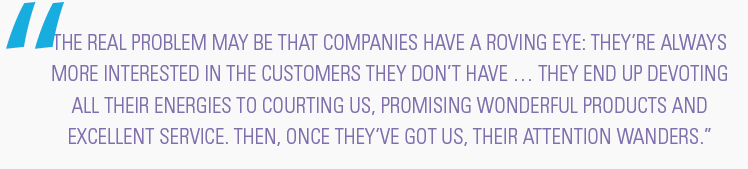 “THE REAL PROBLEM MAY BE THAT COMPANIES HAVE A ROVING EYE: THEY’RE ALWAYS
MORE INTERESTED IN THE CUSTOMERS THEY DON’T HAVE … THEY END UP DEVOTING
ALL THEIR ENERGIES TO COURTING US, PROMISING WONDERFUL PRODUCTS AND
EXCELLENT SERVICE. THEN, ONCE THEY’VE GOT US, THEIR ATTENTION WANDERS.”